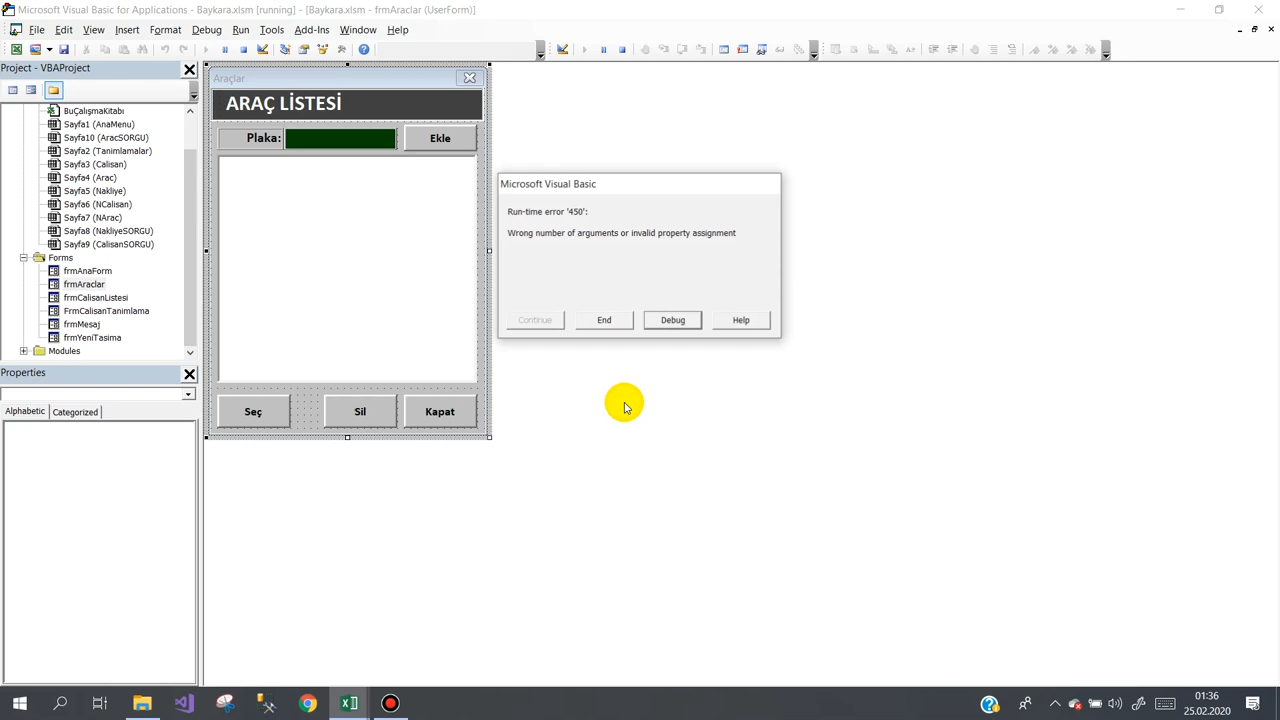 Microsoft Visual Basic for Applications - Baykara.xlsm [running] - [Baykara.xlsm - frmAraclar (UserForm)]
File Edit View Insert Format Debug Run Tools Add-Ins Window Help
Project - VBAProject
BuÇalışmaKitabı
Sayfa1 (AnaMenu)
Sayfa10 (AracSORGU)
Sayfa2 (Tanimlamalar)
Sayfa3 (Calisan)
Sayfa4 (Arac)
Sayfa5 (Nakliye)
Sayfa6 (NCalisan)
Sayfa7 (NArac)
Sayfa8 (NakliyeSORGU)
Sayfa9 (CalisanSORGU)
Forms
frmAnaForm
frmAraclar
frmCalisanListesi
FrmCalisanTanimlama
frmMesaj
frmYeniTasima
Modules
Properties
Alphabetic Categorized
Araçlar
ARAÇ LİSTESİ
Plaka: Ekle
Seç Sil Kapat
Microsoft Visual Basic
Run-time error '450':
Wrong number of arguments or invalid property assignment
Continue End Debug Help
01:36
25.02.2020